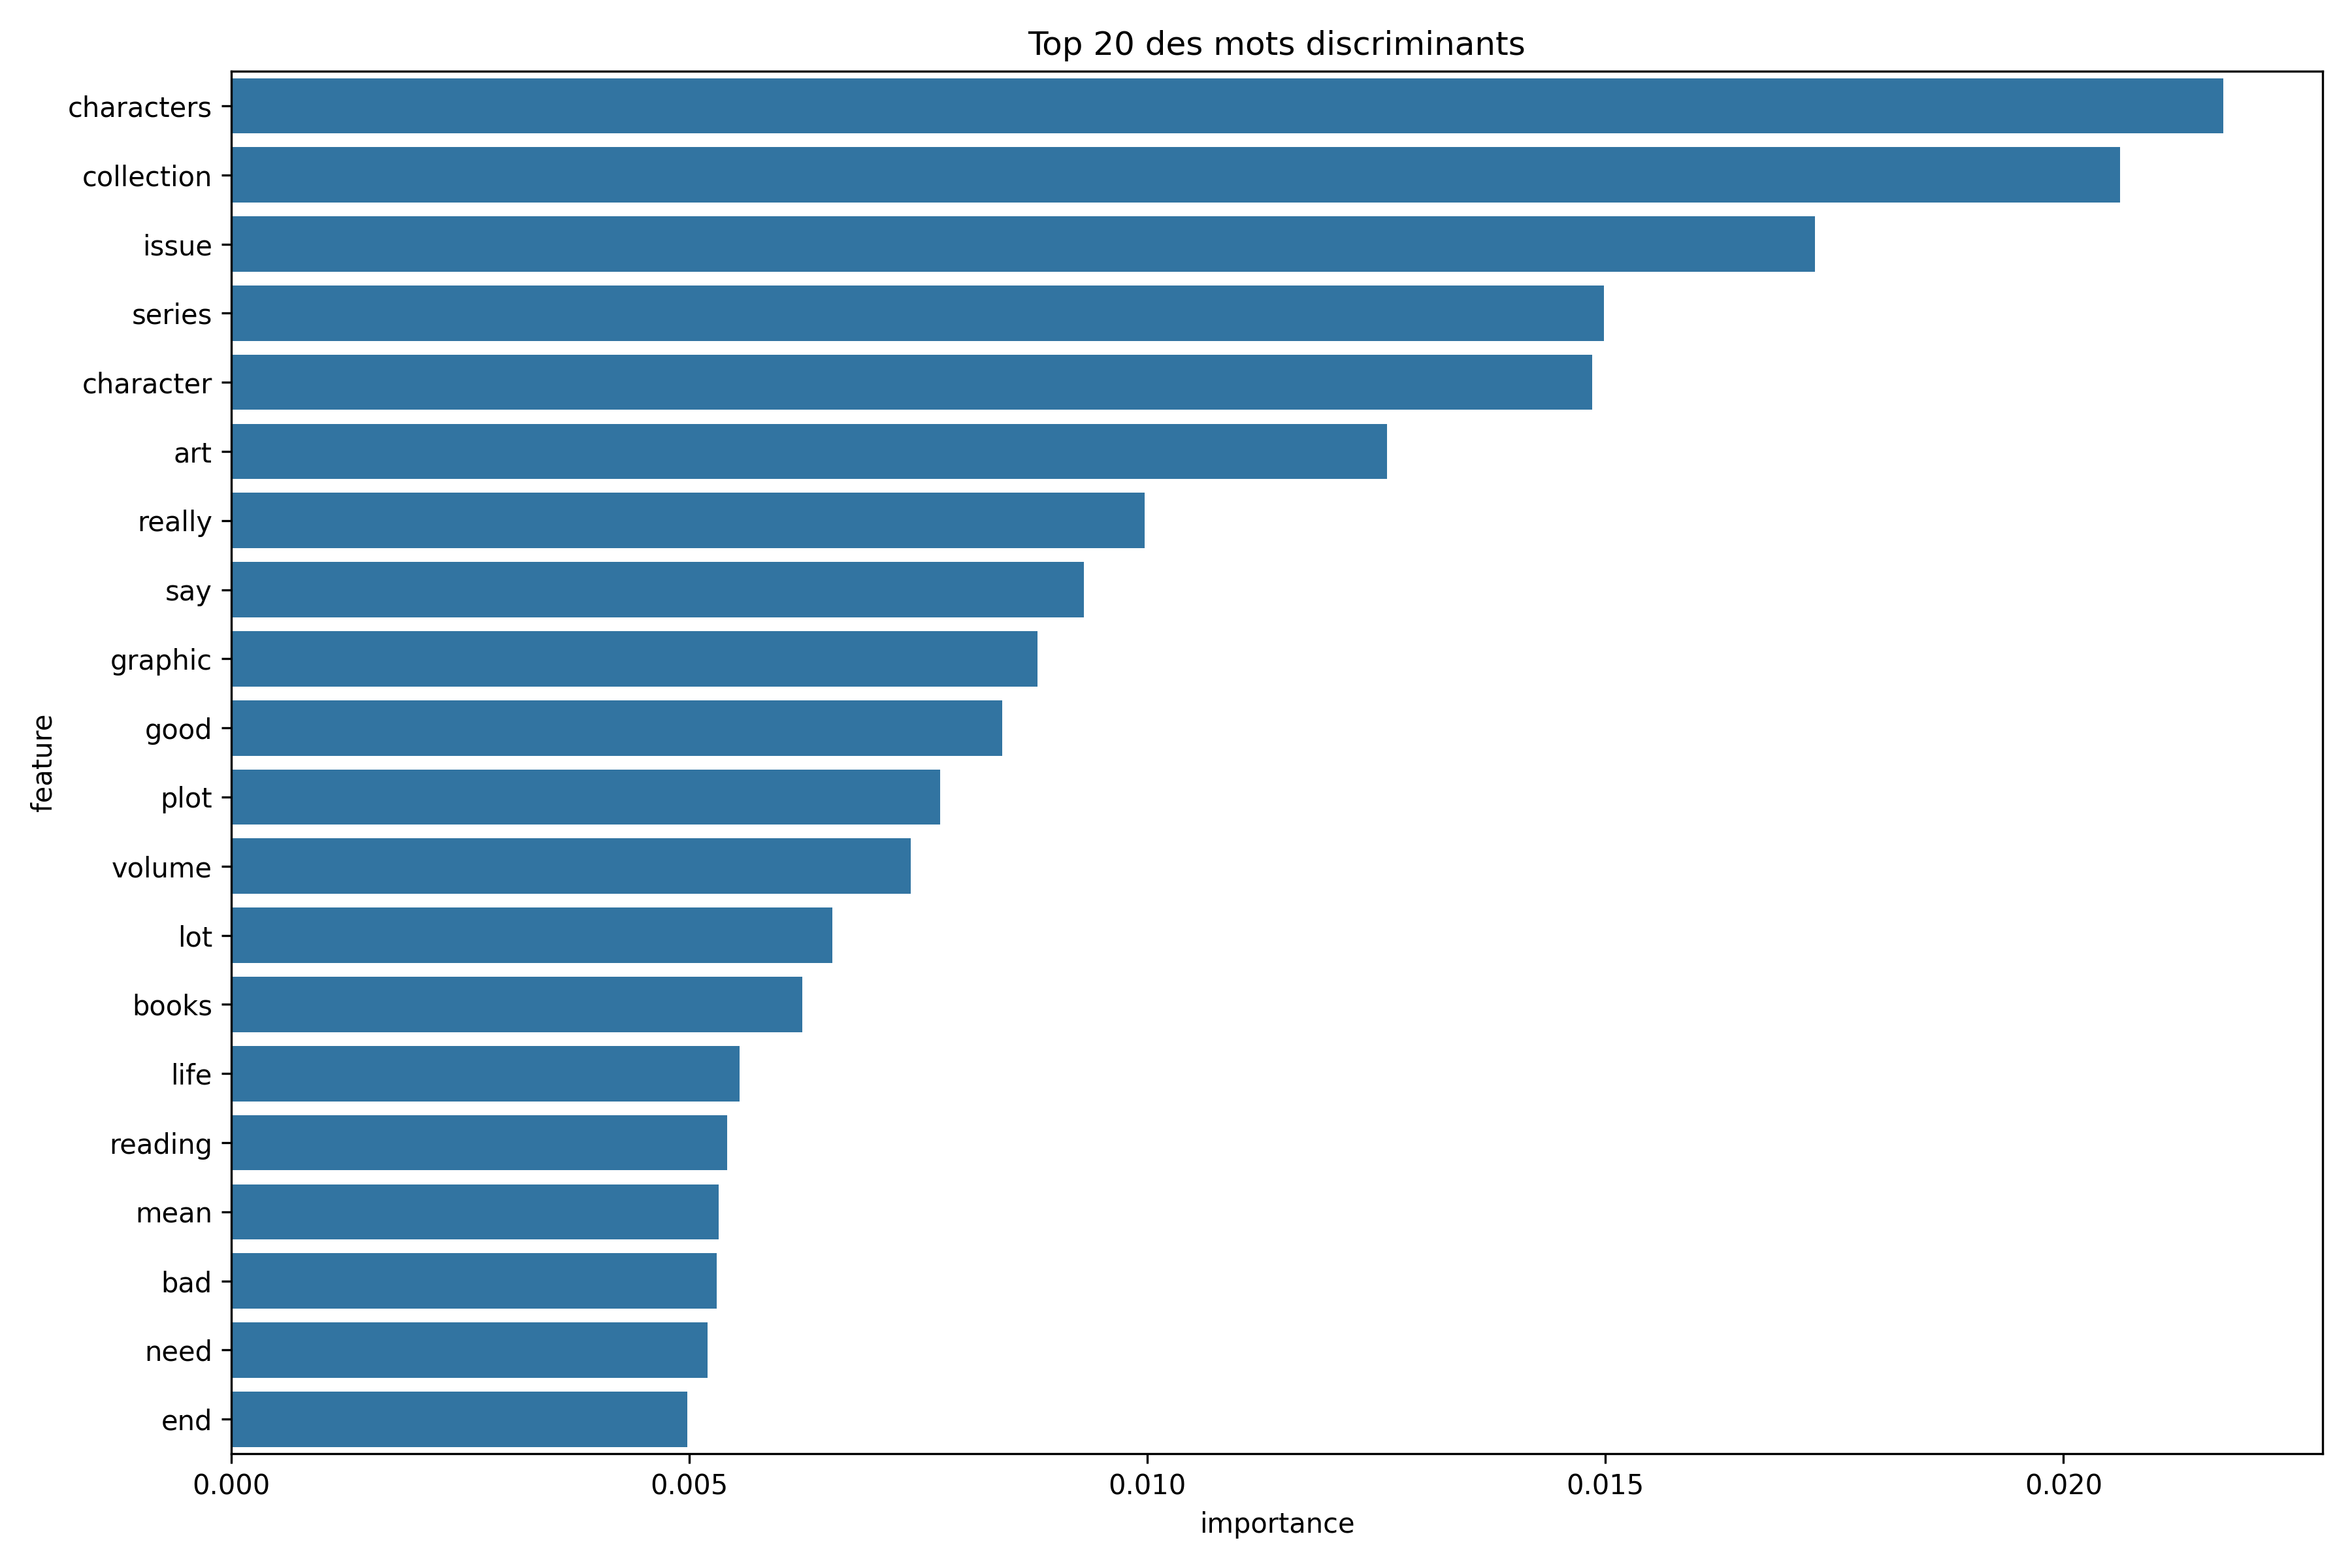 Top 20 des mots discriminants
characters
collection
issue
series
character
art
really
say
graphic
good
plot
volume
lot
books
life
reading
mean
bad
need
end
feature
0.000 0.005 0.010 0.015 0.020
importance